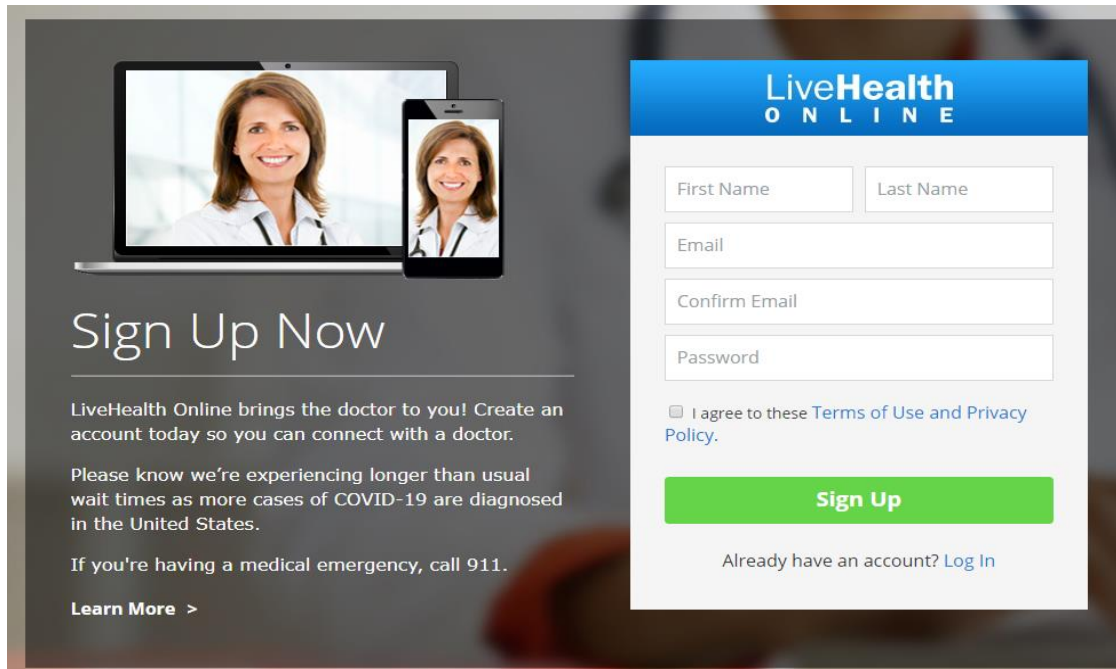 Sign Up Now
LiveHealth Online brings the doctor to you! Create an
account today so you can connect with a doctor.
Please know we’re experiencing longer than usual
wait times as more cases of COVID-19 are diagnosed
in the United States.
If you're having a medical emergency, call 911.
Learn More >
LiveHealth
ONLINE
First Name
Last Name
Email
Confirm Email
Password
I agree to these Terms of Use and Privacy
Policy.
Sign Up
Already have an account? Log In